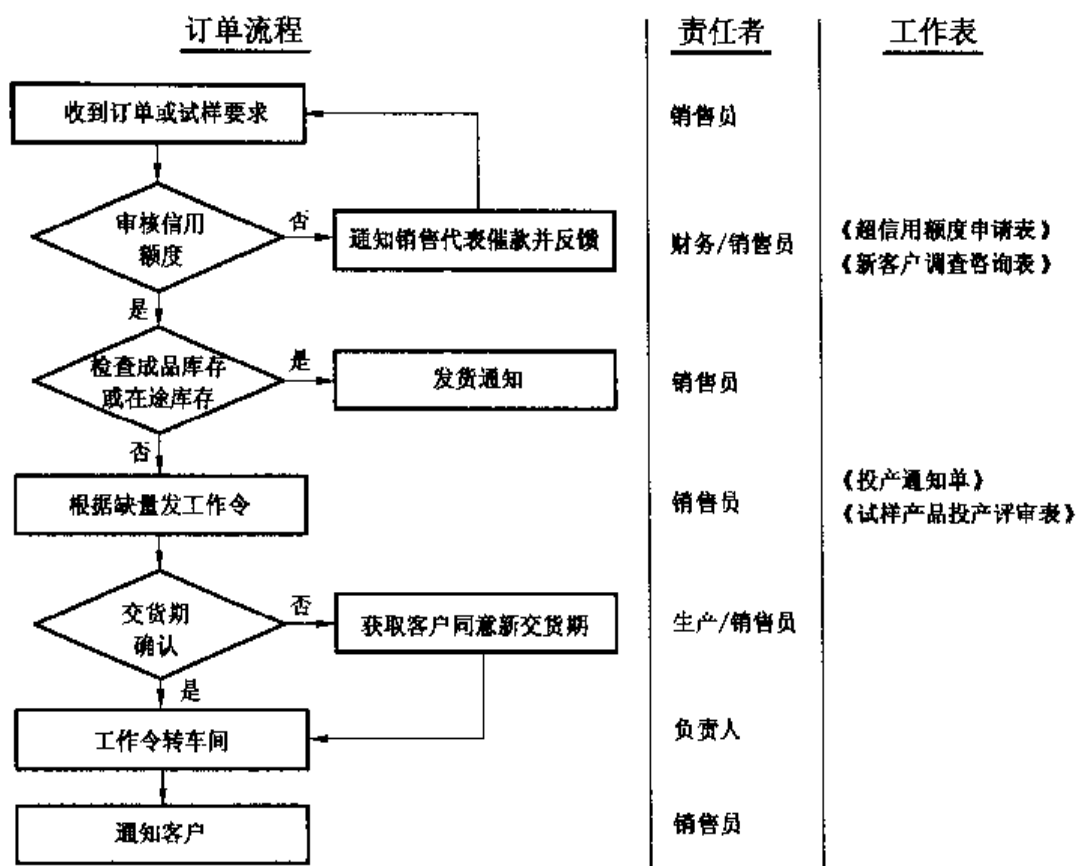 订单流程
责任者
工作表
收到订单或试样要求
销售员
审核信用
额度
否
通知销售代表催款并反馈
财务/销售员
《超信用额度申请表》
《新客户调查咨询表》
是
检查成品库存
或在途库存
是
发货通知
销售员
否
根据缺量发工作令
销售员
《投产通知单》
《试样产品投产评审表》
交货期
确认
否
获取客户同意新交货期
生产/销售员
是
工作令转车间
负责人
通知客户
销售员